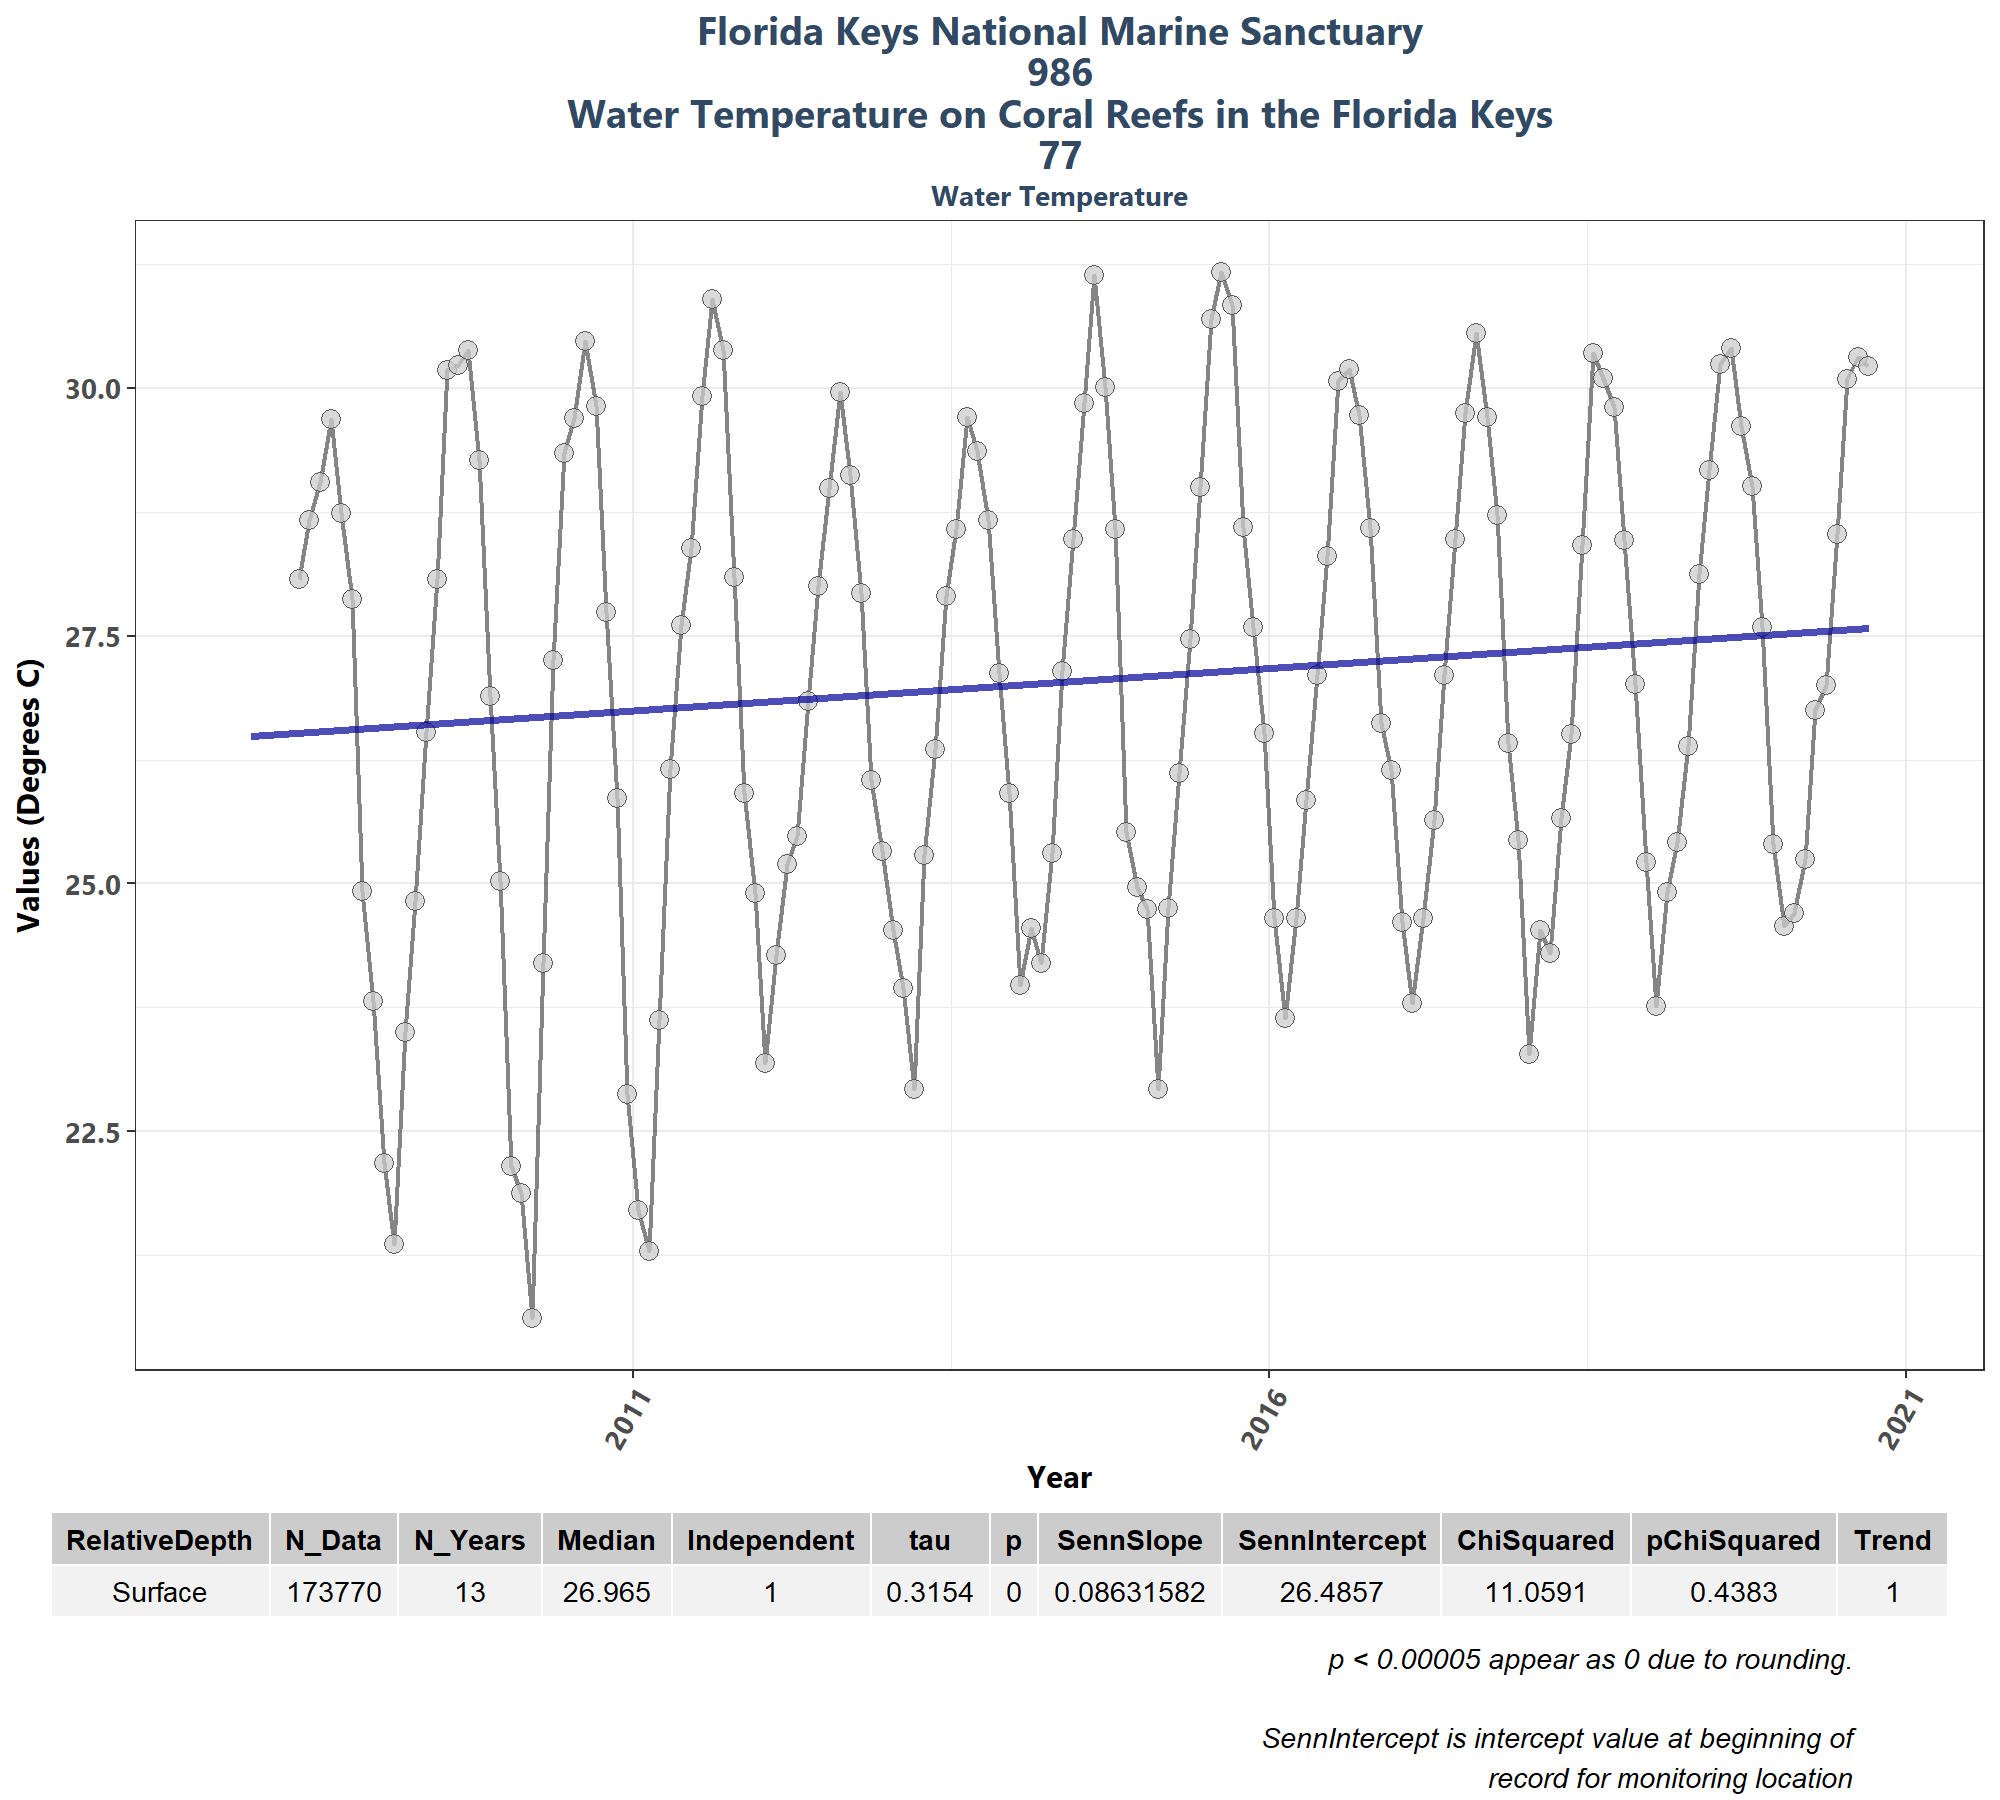 Florida Keys National Marine Sanctuary
986
Water Temperature on Coral Reefs in the Florida Keys
77
Water Temperature
30.0
27.5
25.0
22.5
Values (Degrees C)
2011 2016 2021
Year
RelativeDepth N_Data N_Years Median Independent tau p SennSlope SennIntercept ChiSquared pChiSquared Trend
Surface 173770 13 26.965 1 0.3154 0 0.08631582 26.4857 11.0591 0.4383 1
p < 0.00005 appear as 0 due to rounding.
SennIntercept is intercept value at beginning of
record for monitoring location